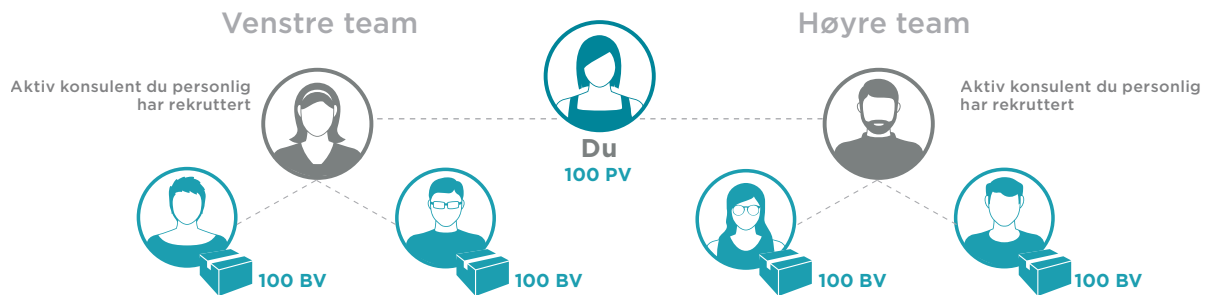 Venstre team
Høyre team
Aktiv konsulent du personlig
har rekruttert
Aktiv konsulent du personlig
har rekruttert
Du
100 PV
100 BV
100 BV
100 BV
100 BV